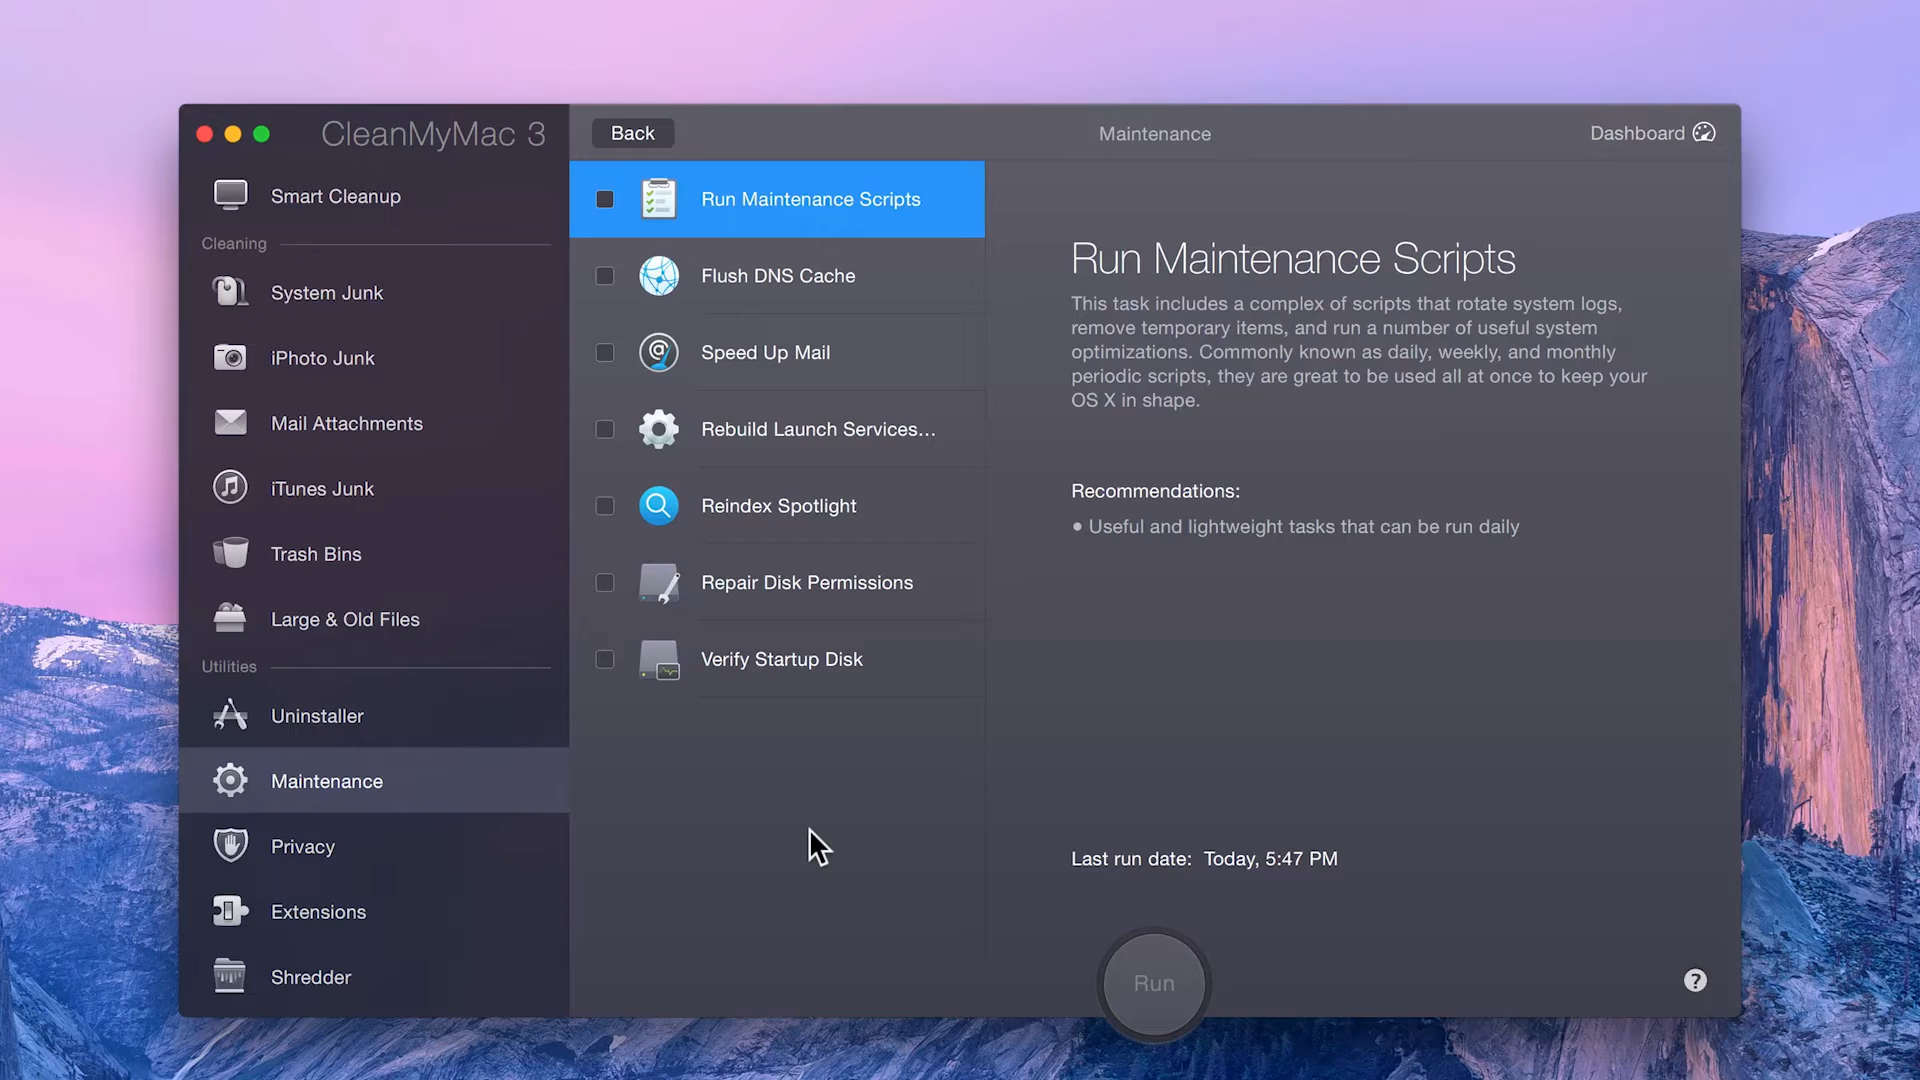 CleanMyMac 3
Back
Maintenance
Dashboard
Smart Cleanup
Cleaning
System Junk
iPhoto Junk
Mail Attachments
iTunes Junk
Trash Bins
Large & Old Files
Utilities
Uninstaller
Maintenance
Privacy
Extensions
Shredder
Run Maintenance Scripts
Flush DNS Cache
Speed Up Mail
Rebuild Launch Services...
Reindex Spotlight
Repair Disk Permissions
Verify Startup Disk
Run Maintenance Scripts
This task includes a complex of scripts that rotate system logs,
remove temporary items, and run a number of useful system
optimizations. Commonly known as daily, weekly, and monthly
periodic scripts, they are great to be used all at once to keep your
OS X in shape.
Recommendations:
• Useful and lightweight tasks that can be run daily
Last run date: Today, 5:47 PM
Run
?